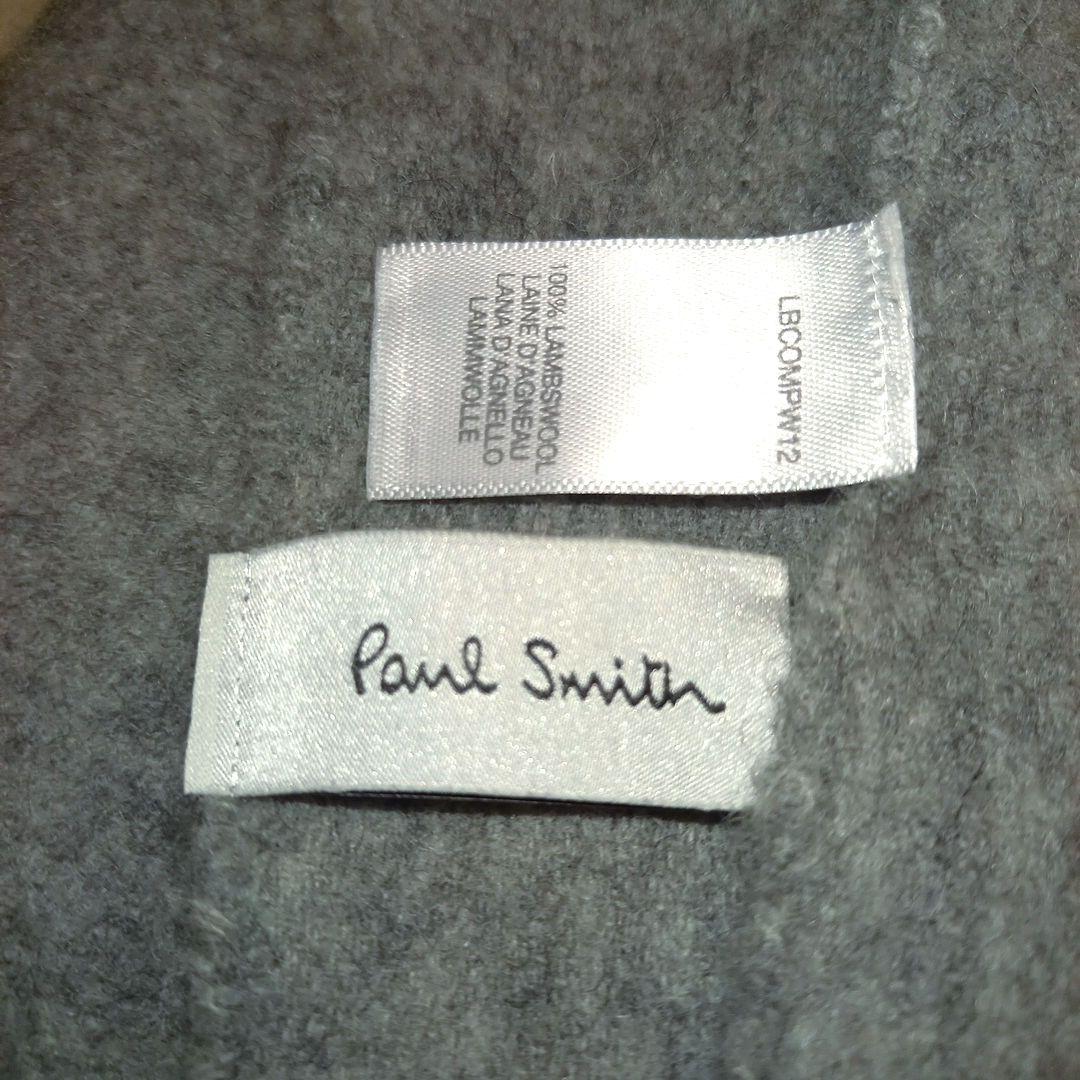 LBCOMPW12
100% LAMBSWOOL
LAINE D'AGNEAU
LANA D'AGNELLO
LAMMWOLLE
Paul Smith